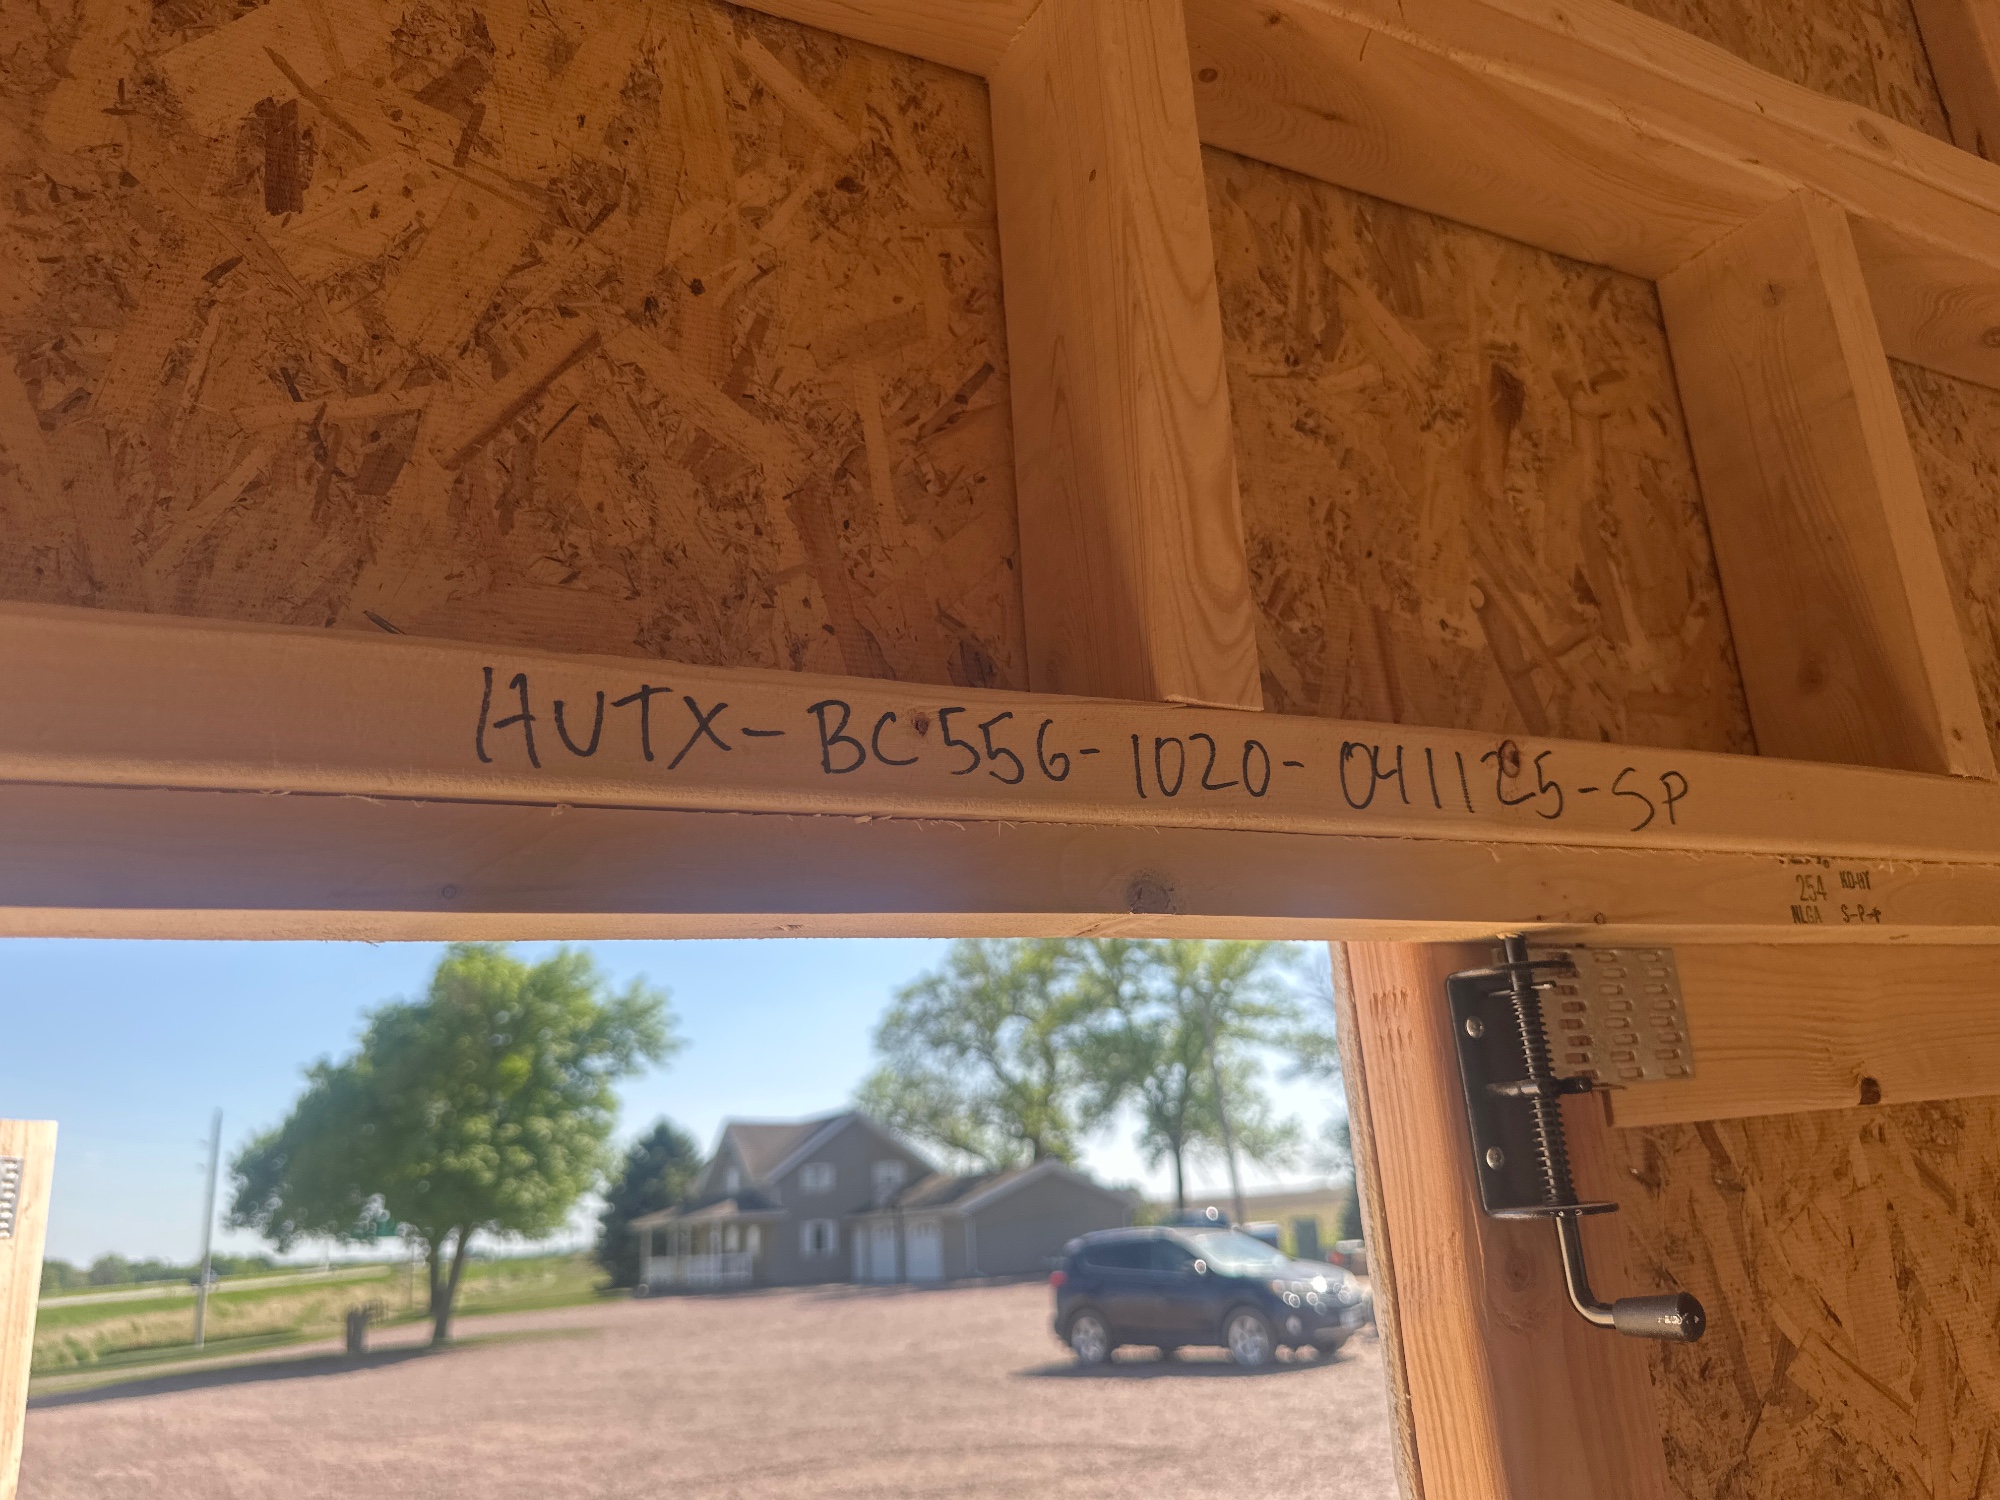 HUTX-BC556-1020-041125-SP
254 KD-HT
NLGA S-P-F